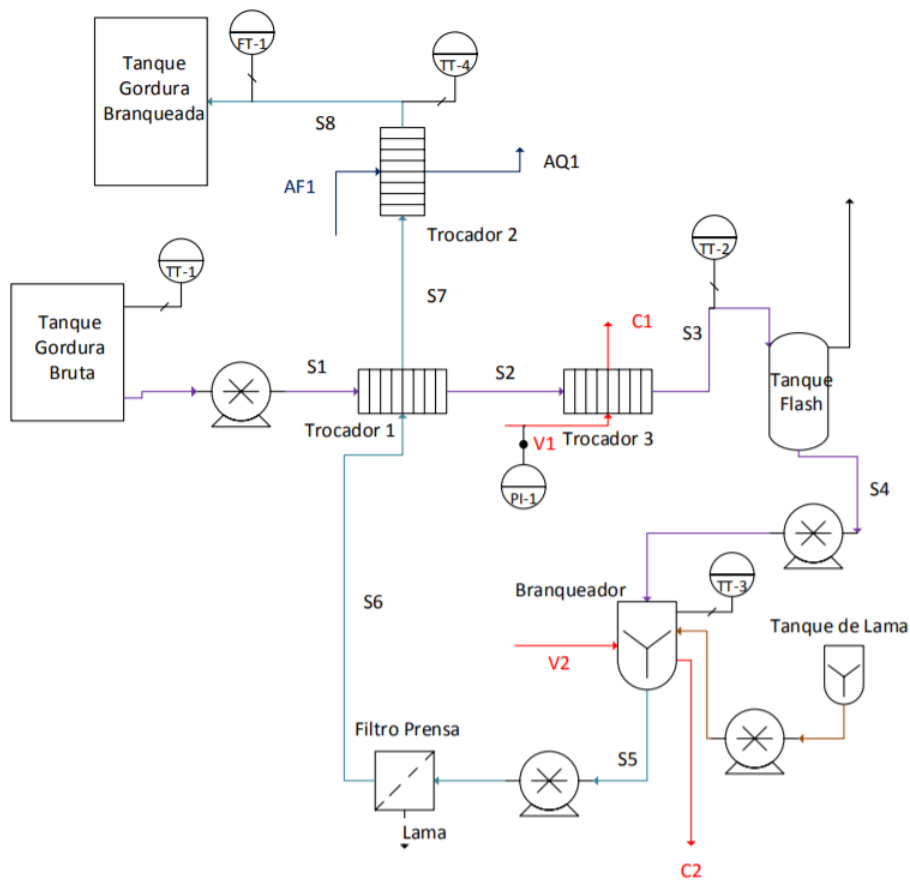 FT-1
TT-4
Tanque
Gordura
Branqueada
S8
AF1
AQ1
Trocador 2
TT-1
TT-2
S7
Tanque
Gordura
Bruta
C1
S3
S1
S2
Tanque
Flash
Trocador 1
V1
Trocador 3
PI-1
S4
Branqueador
TT-3
S6
Tanque de Lama
V2
Filtro Prensa
S5
Lama
C2